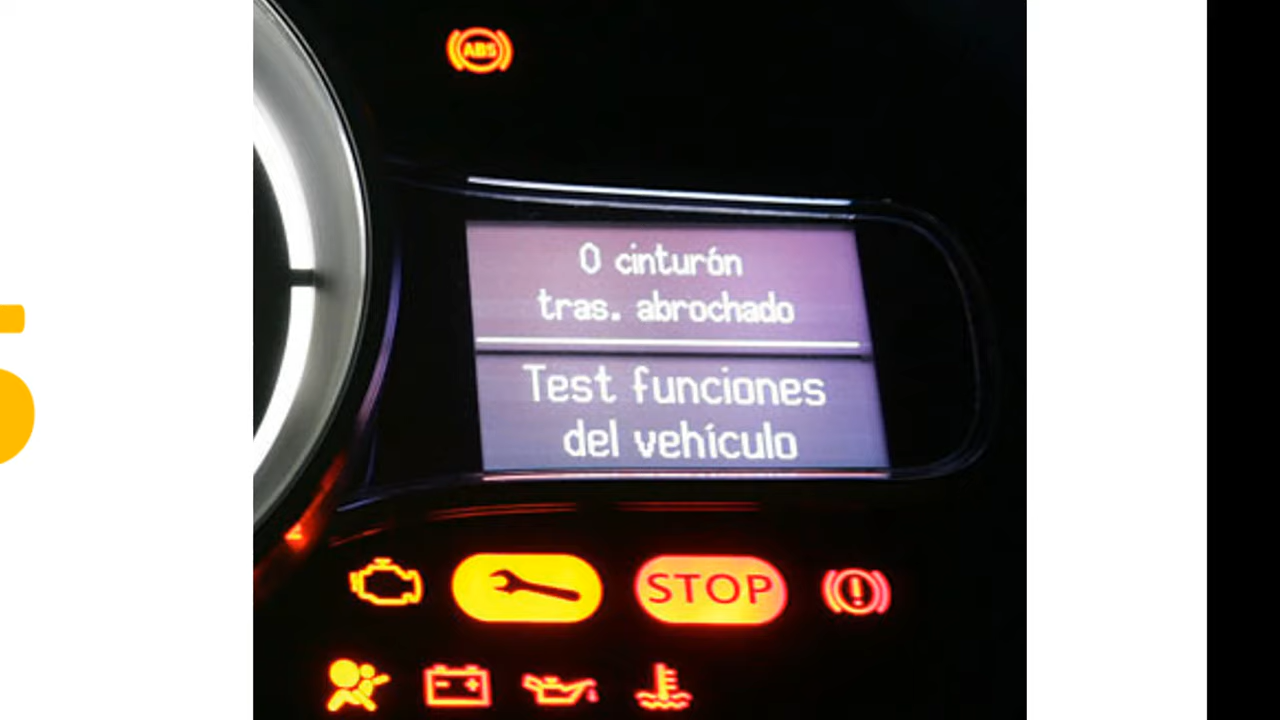 ABS
0 cinturón
tras. abrochado
Test funciones
del vehículo
STOP